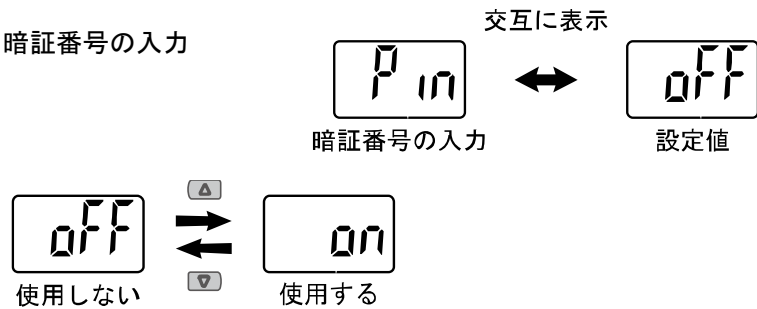 交互に表示
暗証番号の入力
Pin
oFF
暗証番号の入力
設定値
oFF
on
使用しない
使用する